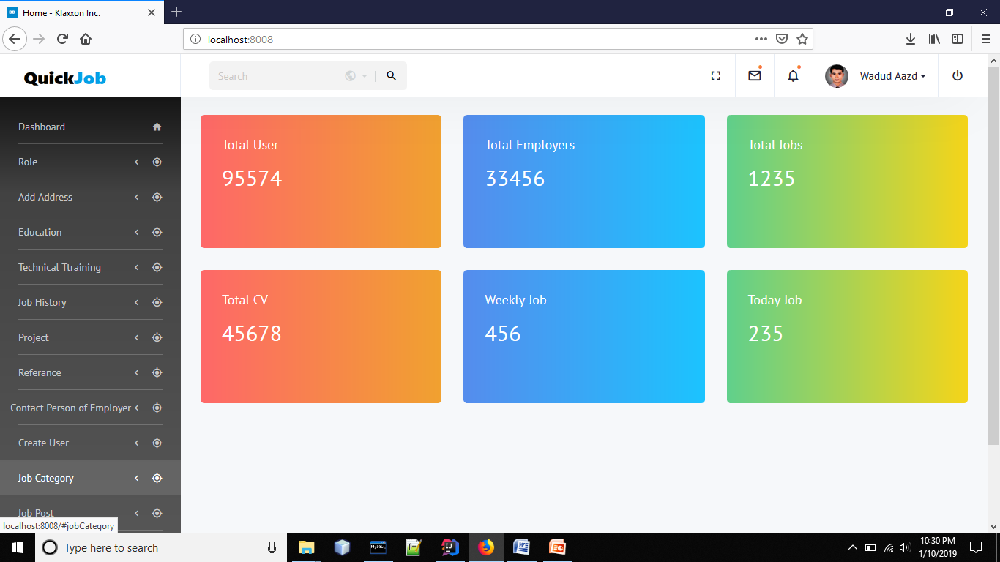 BD Home - Klaxxon Inc.
localhost:8008
QuickJob
Search
Wadud Aazd
Dashboard
Role
Add Address
Education
Technical Ttraining
Job History
Project
Referance
Contact Person of Employer
Create User
Job Category
Job Post
Total User
95574
Total Employers
33456
Total Jobs
1235
Total CV
45678
Weekly Job
456
Today Job
235
localhost:8008/#jobCategory
Type here to search
MySQL
IJ
10:30 PM
1/10/2019